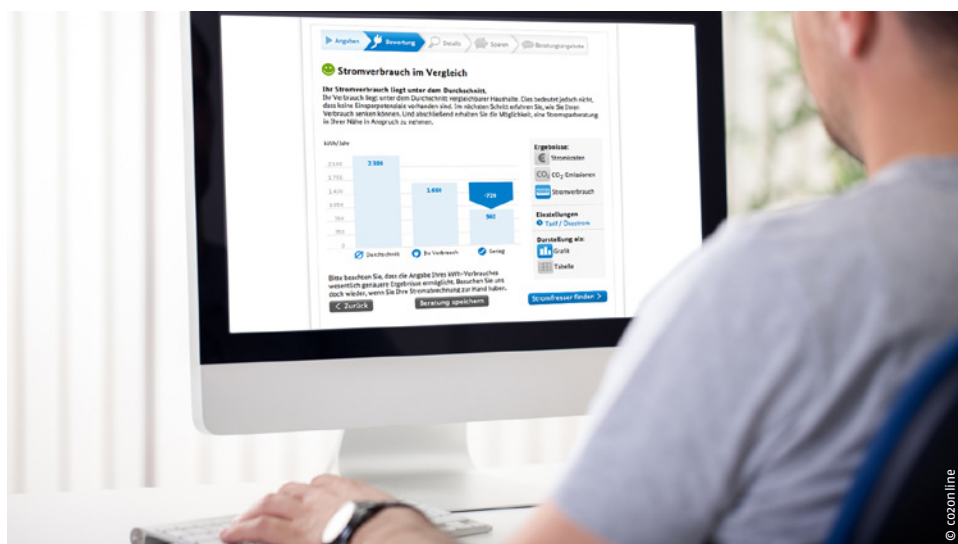 Angaben Bewertung Details Sparen Beratungsangebote
Stromverbrauch im Vergleich
Ihr Stromverbrauch liegt unter dem Durchschnitt.
Ihr Verbrauch liegt unter dem Durchschnitt vergleichbarer Haushalte. Dies bedeutet jedoch nicht,
dass keine Einsparpotenziale vorhanden sind. Im nächsten Schritt erfahren Sie, wie Sie Ihren
Verbrauch senken können. Und abschließend erhalten Sie die Möglichkeit, eine Stromsparberatung
in Ihrer Nähe in Anspruch zu nehmen.
kWh/Jahr
350
0
Durchschnitt Ihr Verbrauch Gering
Ergebnisse:
€ Stromkosten
CO₂ CO₂-Emissionen
Stromverbrauch
Einstellungen
Tarif / Ökostrom
Darstellung als:
Grafik
Tabelle
Bitte beachten Sie, dass die Angabe Ihres kWh-Verbrauches
wesentlich genauere Ergebnisse ermöglicht. Besuchen Sie uns
doch wieder, wenn Sie Ihre Stromabrechnung zur Hand haben.
< Zurück Beratung speichern Stromfresser finden >
© co2online